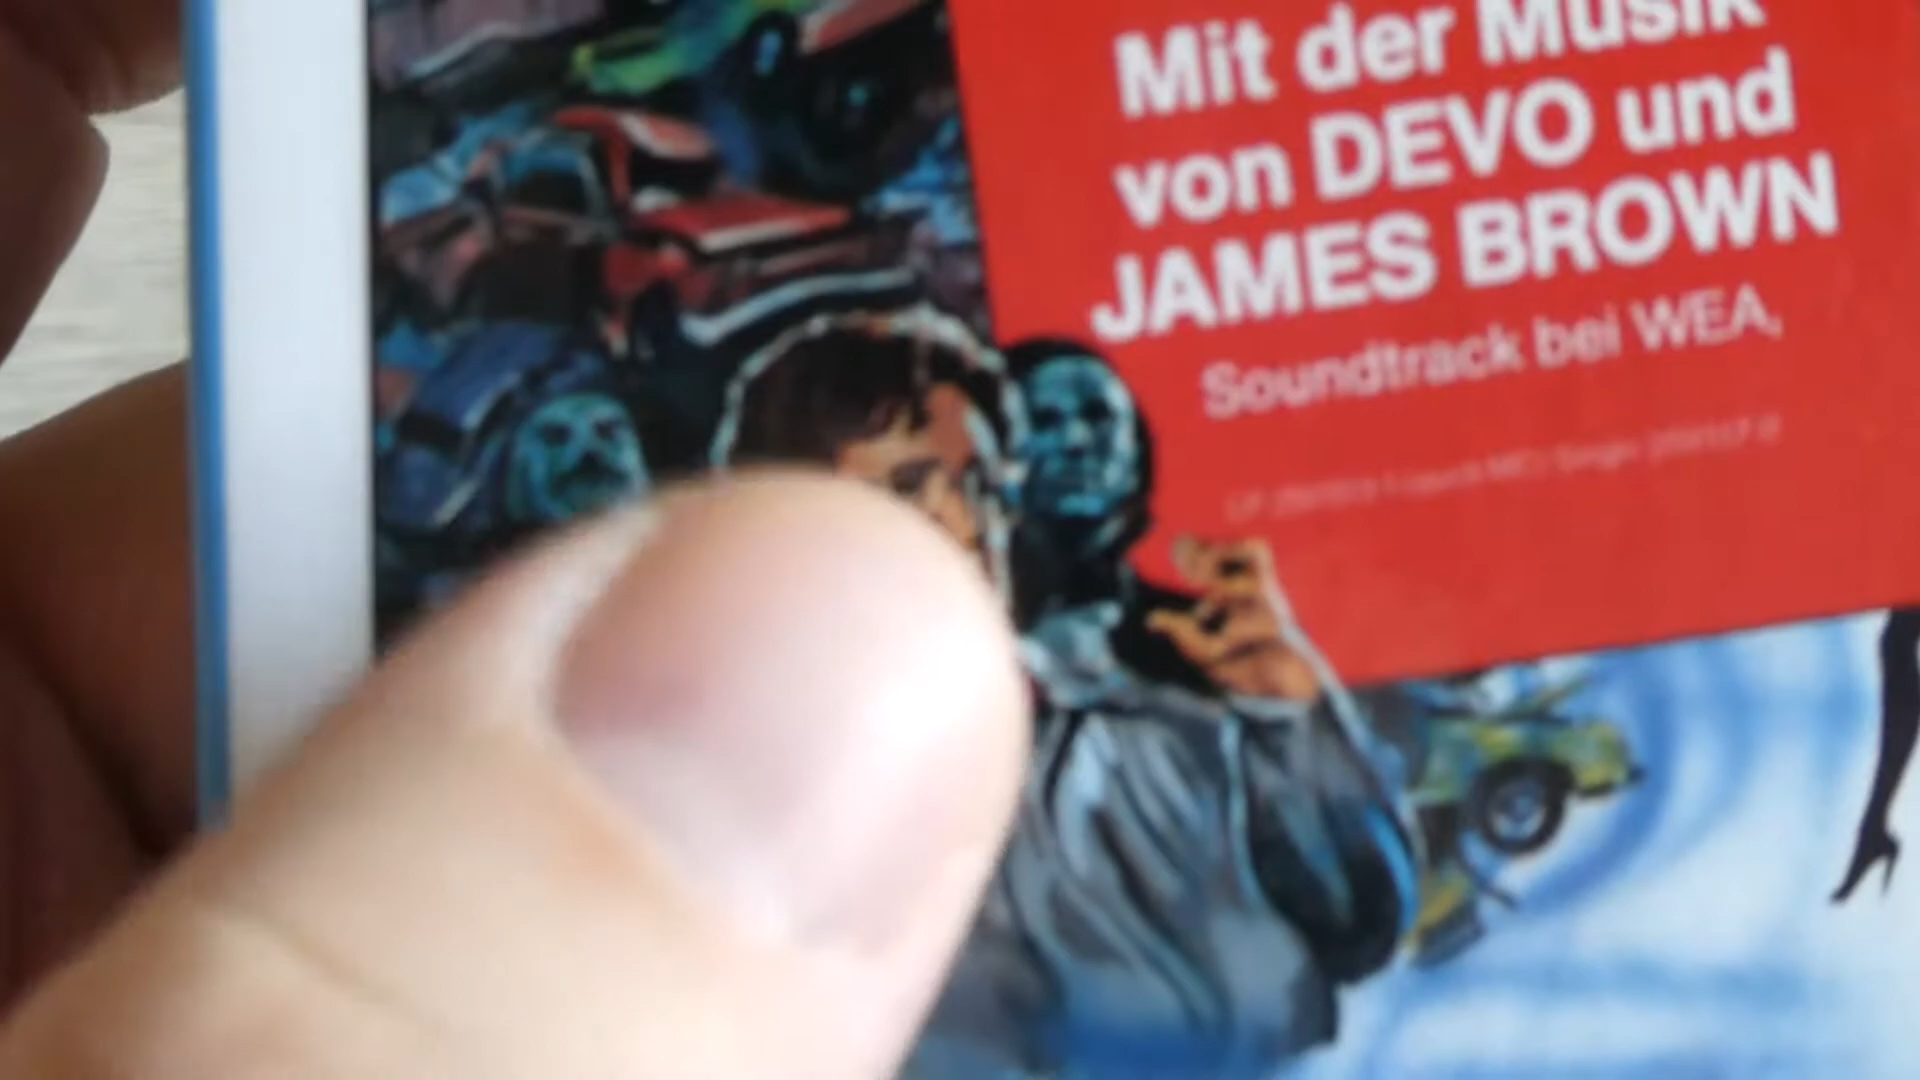 Mit der Musik
von DEVO und
JAMES BROWN
Soundtrack bei WEA,